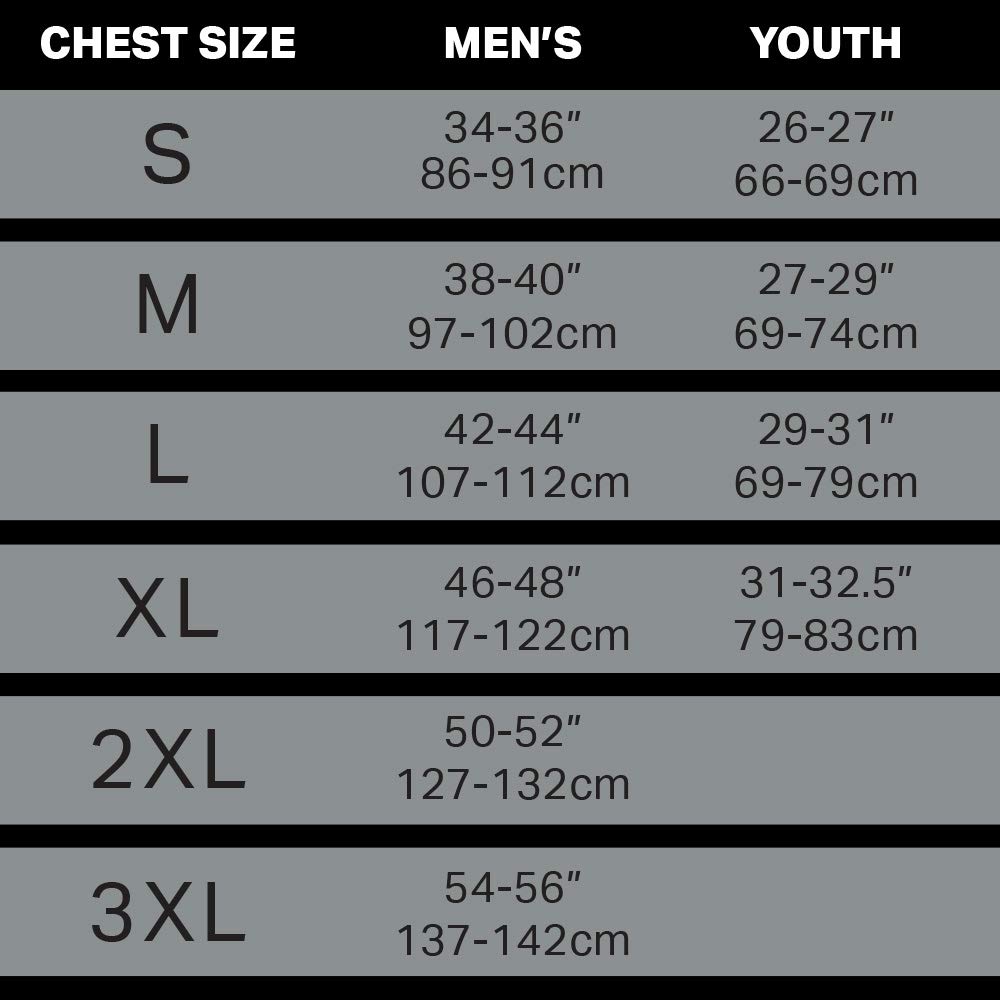 CHEST SIZE MEN’S YOUTH
S 34-36” 26-27”
86-91cm 66-69cm
M 38-40” 27-29”
97-102cm 69-74cm
L 42-44” 29-31”
107-112cm 69-79cm
XL 46-48” 31-32.5”
117-122cm 79-83cm
2XL 50-52”
127-132cm
3XL 54-56”
137-142cm